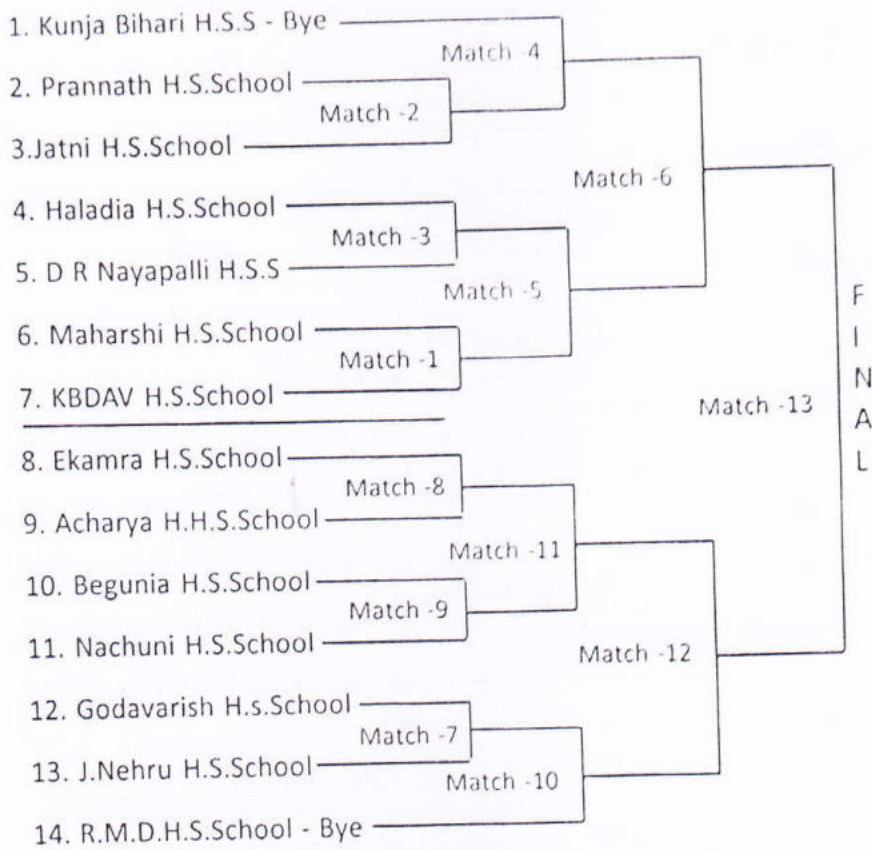 1. Kunja Bihari H.S.S - Bye
Match -4
2. Prannath H.S.School
Match -2
3.Jatni H.S.School
Match -6
4. Haladia H.S.School
Match -3
5. D R Nayapalli H.S.S
Match -5
6. Maharshi H.S.School
Match -1
7. KBDAV H.S.School
Match -13
F
I
N
A
L
8. Ekamra H.S.School
Match -8
9. Acharya H.H.S.School
Match -11
10. Begunia H.S.School
Match -9
11. Nachuni H.S.School
Match -12
12. Godavarish H.s.School
Match -7
13. J.Nehru H.S.School
Match -10
14. R.M.D.H.S.School - Bye